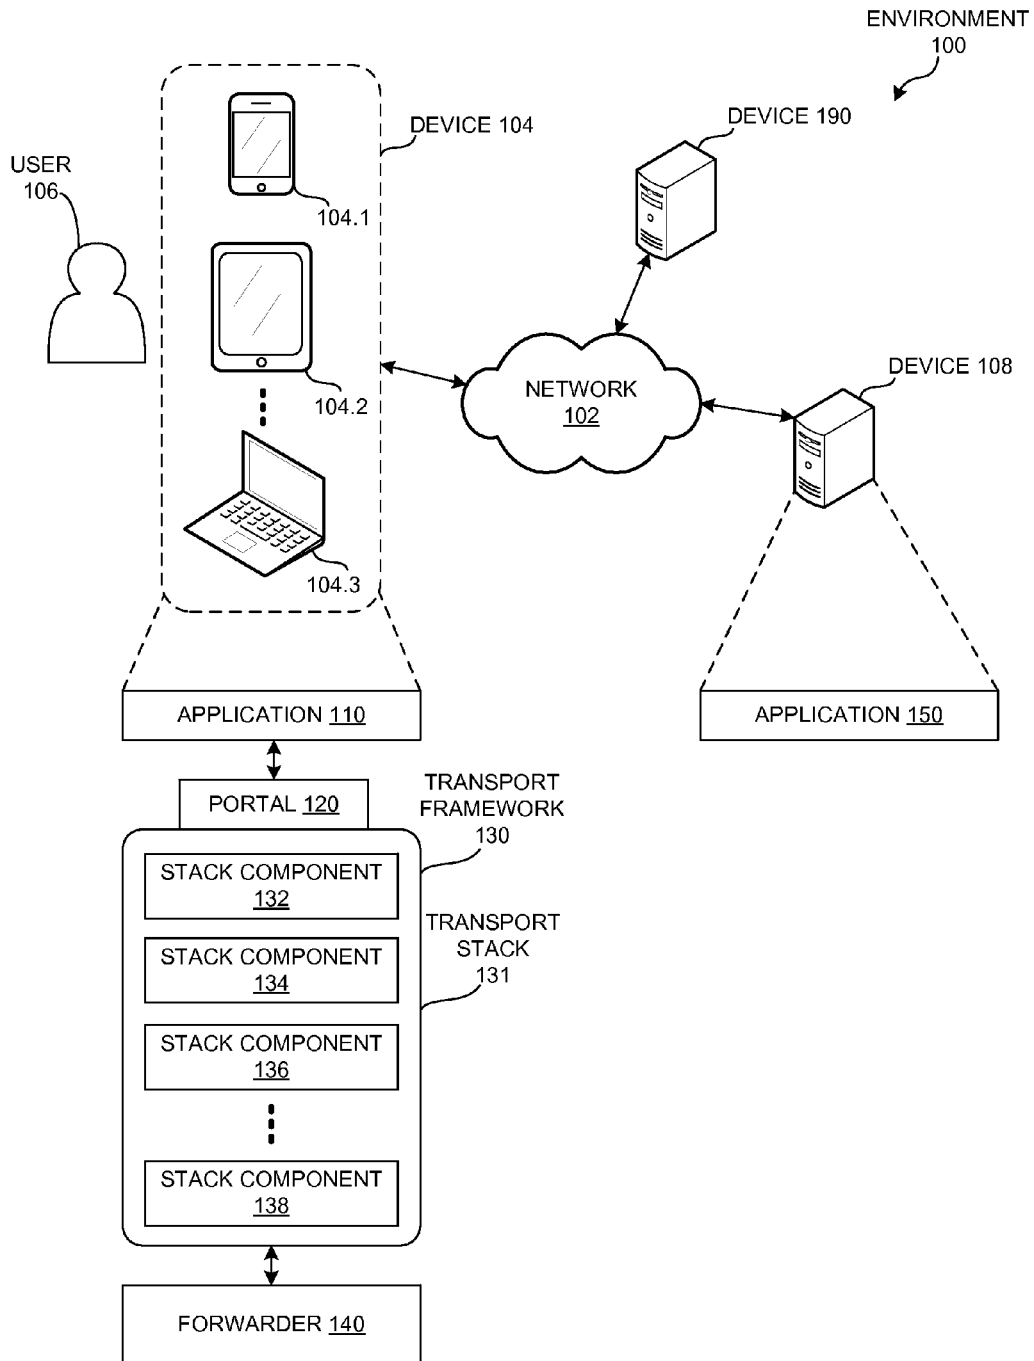 ENVIRONMENT
100
DEVICE 190
DEVICE 104
USER
106
104.1
DEVICE 108
NETWORK
102
104.2
104.3
APPLICATION 110
APPLICATION 150
TRANSPORT
FRAMEWORK
130
PORTAL 120
STACK COMPONENT
132
TRANSPORT
STACK
131
STACK COMPONENT
134
STACK COMPONENT
136
STACK COMPONENT
138
FORWARDER 140